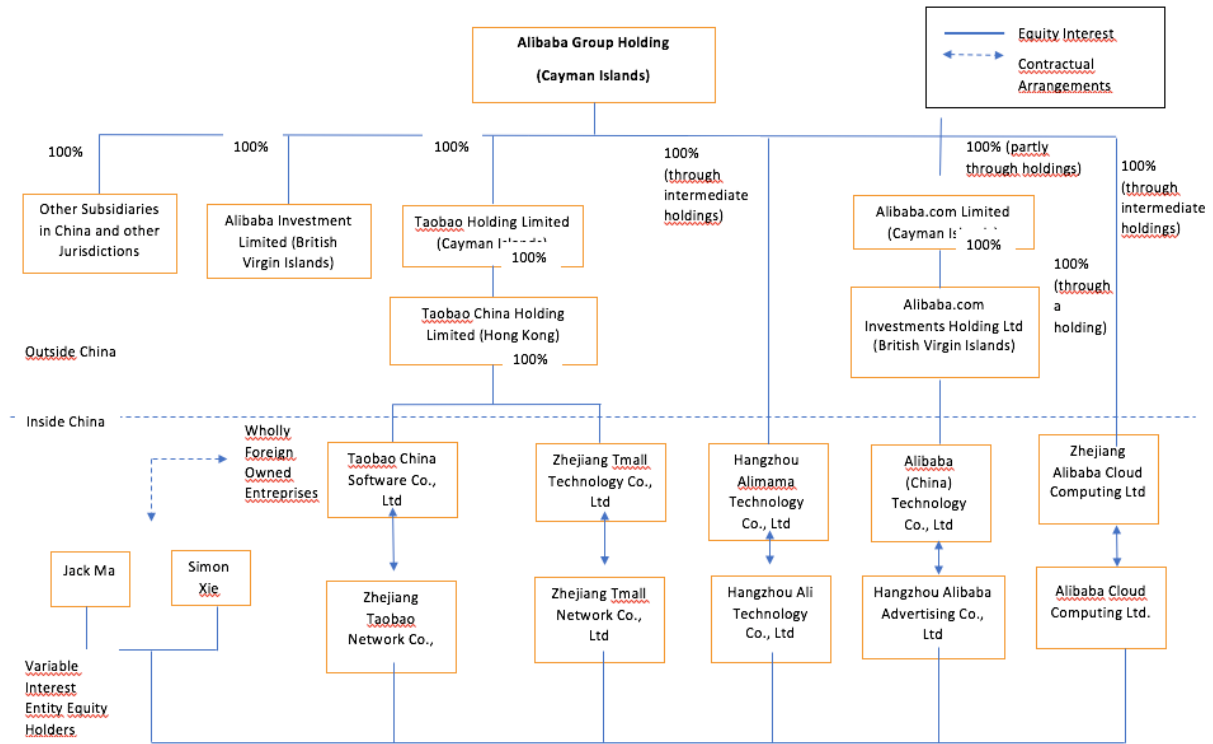 Alibaba Group Holding
(Cayman Islands)
Equity Interest
Contractual
Arrangements
100%
100%
100%
100%
(through
intermediate
holdings)
100% (partly
through holdings)
100%
(through
intermediate
holdings)
Other Subsidiaries
in China and other
Jurisdictions
Alibaba Investment
Limited (British
Virgin Islands)
Taobao Holding Limited
(Cayman
100%
Alibaba.com Limited
(Cayman
100%
100%
(through
a
holding)
Taobao China Holding
Limited (Hong Kong)
100%
Alibaba.com
Investments Holding Ltd
(British Virgin Islands)
Outside China
Inside China
Wholly
Foreign
Owned
Entreprises
Taobao China
Software Co.,
Ltd
Zhejiang Tmall
Technology Co.,
Ltd
Hangzhou
Alimama
Technology
Co., Ltd
Alibaba
(China)
Technology
Co., Ltd
Zhejiang
Alibaba Cloud
Computing Ltd
Jack Ma
Simon
Xie
Zhejiang
Taobao
Network Co.,
Zhejiang Tmall
Network Co.,
Ltd
Hangzhou Ali
Technology
Co., Ltd
Hangzhou Alibaba
Advertising Co.,
Ltd
Alibaba Cloud
Computing Ltd.
Variable
Interest
Entity Equity
Holders